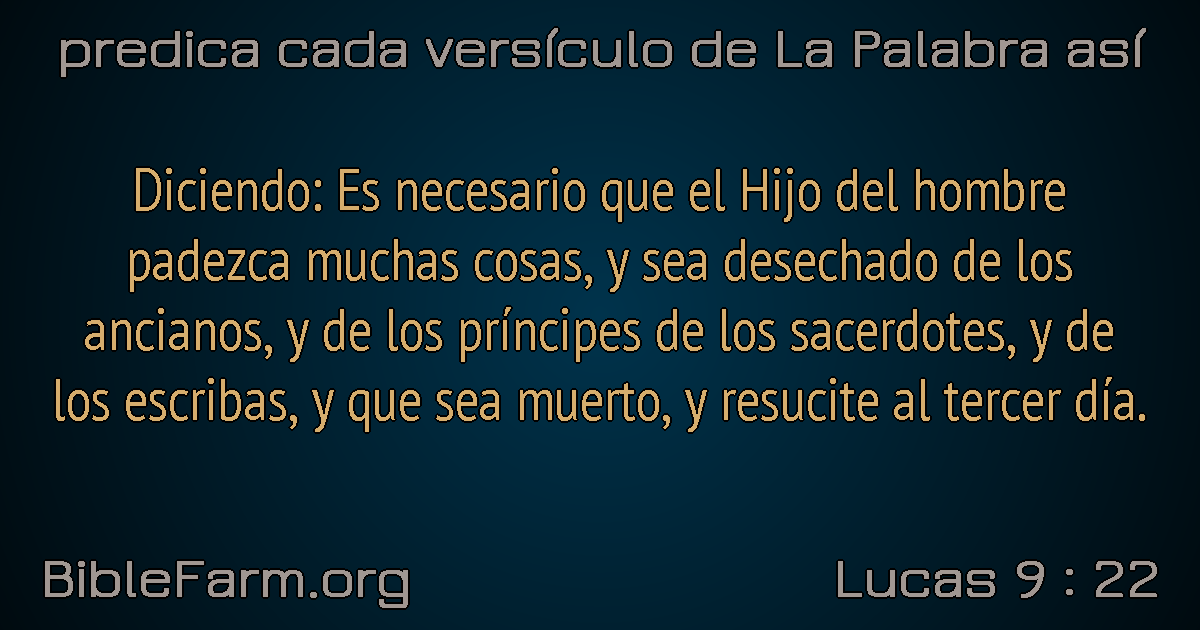 predica cada versículo de La Palabra así
Diciendo: Es necesario que el Hijo del hombre
padezca muchas cosas, y sea desechado de los
ancianos, y de los príncipes de los sacerdotes, y de
los escribas, y que sea muerto, y resucite al tercer día.
BibleFarm.org
Lucas 9 : 22